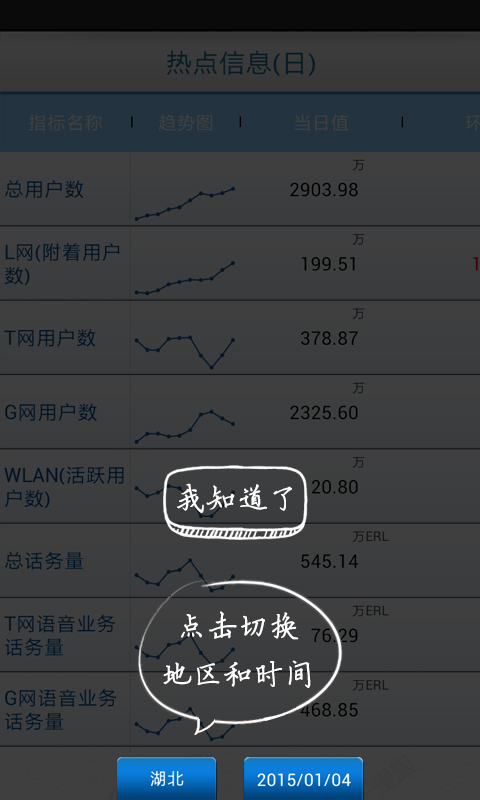 热点信息(日)
指标名称 趋势图 当日值 环
万
总用户数 2903.98
万
L网(附着用户
数) 199.51 1
万
T网用户数 378.87
万
G网用户数 2325.60
万
WLAN(活跃用
户数) 20.80
我知道了
万ERL
总话务量 545.14
万ERL
T网语音业务
话务量 76.29
点击切换
地区和时间
万ERL
G网语音业务
话务量 468.85
湖北 2015/01/04